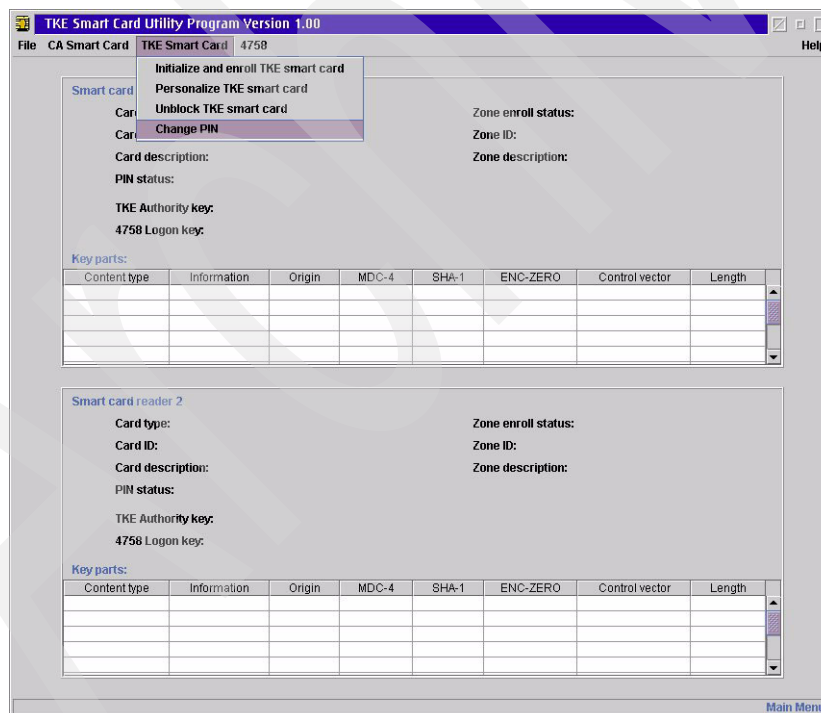 TKE Smart Card Utility Program Version 1.00
File CA Smart Card TKE Smart Card 4758 Help
Initialize and enroll TKE smart card
Personalize TKE smart card
Unblock TKE smart card
Change PIN
Smart card
Card Zone enroll status:
Card Zone ID:
Card description: Zone description:
PIN status:
TKE Authority key:
4758 Logon key:
Key parts:
Content type Information Origin MDC-4 SHA-1 ENC-ZERO Control vector Length
Smart card reader 2
Card type: Zone enroll status:
Card ID: Zone ID:
Card description: Zone description:
PIN status:
TKE Authority key:
4758 Logon key:
Key parts:
Content type Information Origin MDC-4 SHA-1 ENC-ZERO Control vector Length
Main Menu